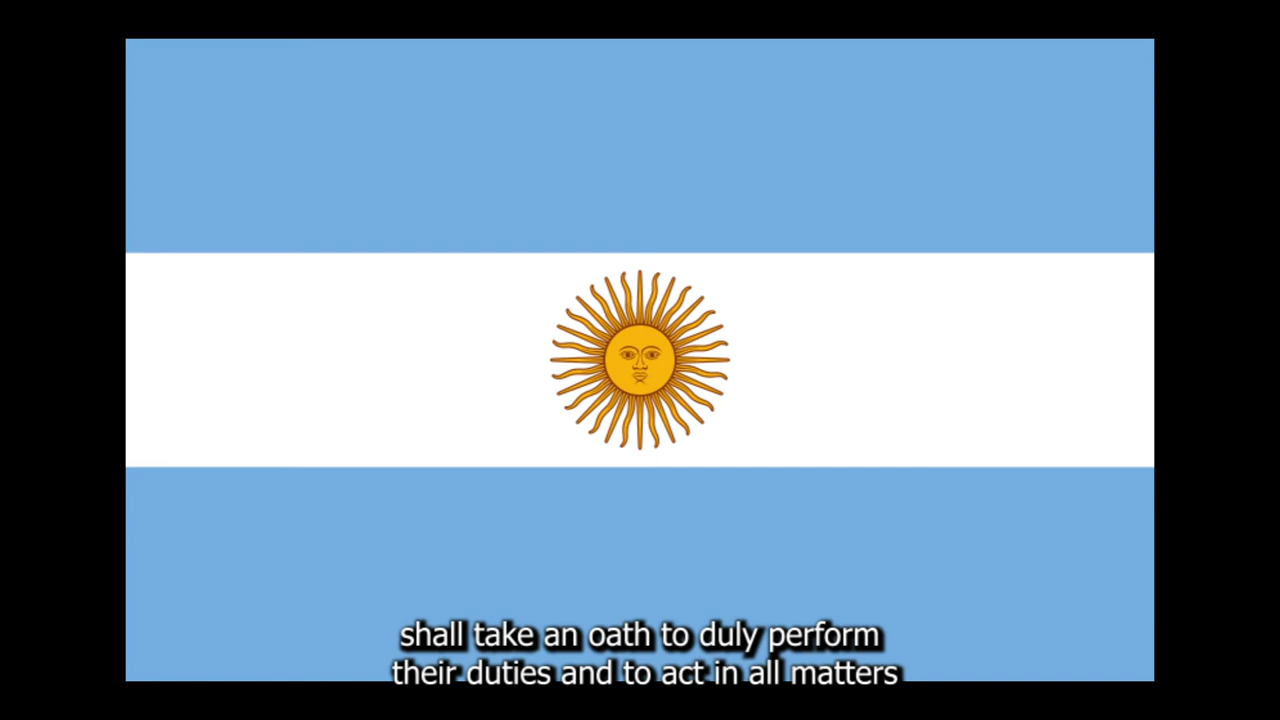 shall take an oath to duly perform
their duties and to act in all matters